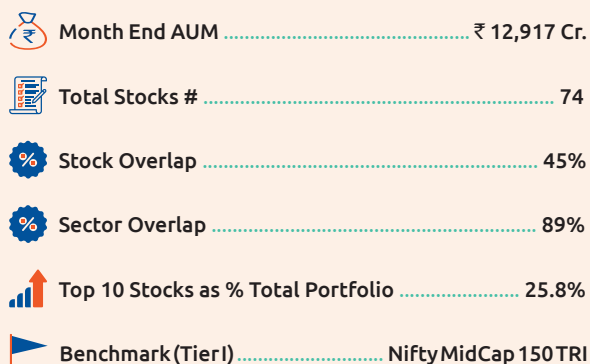 Month End AUM ................................................ ₹ 12,917 Cr.
Total Stocks # ...................................................................... 74
Stock Overlap .................................................................. 45%
Sector Overlap ................................................................. 89%
Top 10 Stocks as % Total Portfolio ....................... 25.8%
Benchmark (Tier I) ............................. Nifty MidCap 150 TRI